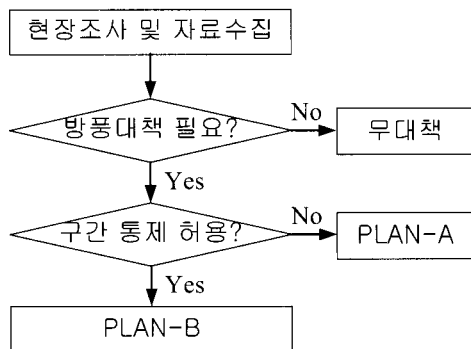 현장조사 및 자료수집
방풍대책 필요?
No
무대책
Yes
구간 통제 허용?
No
PLAN-A
Yes
PLAN-B